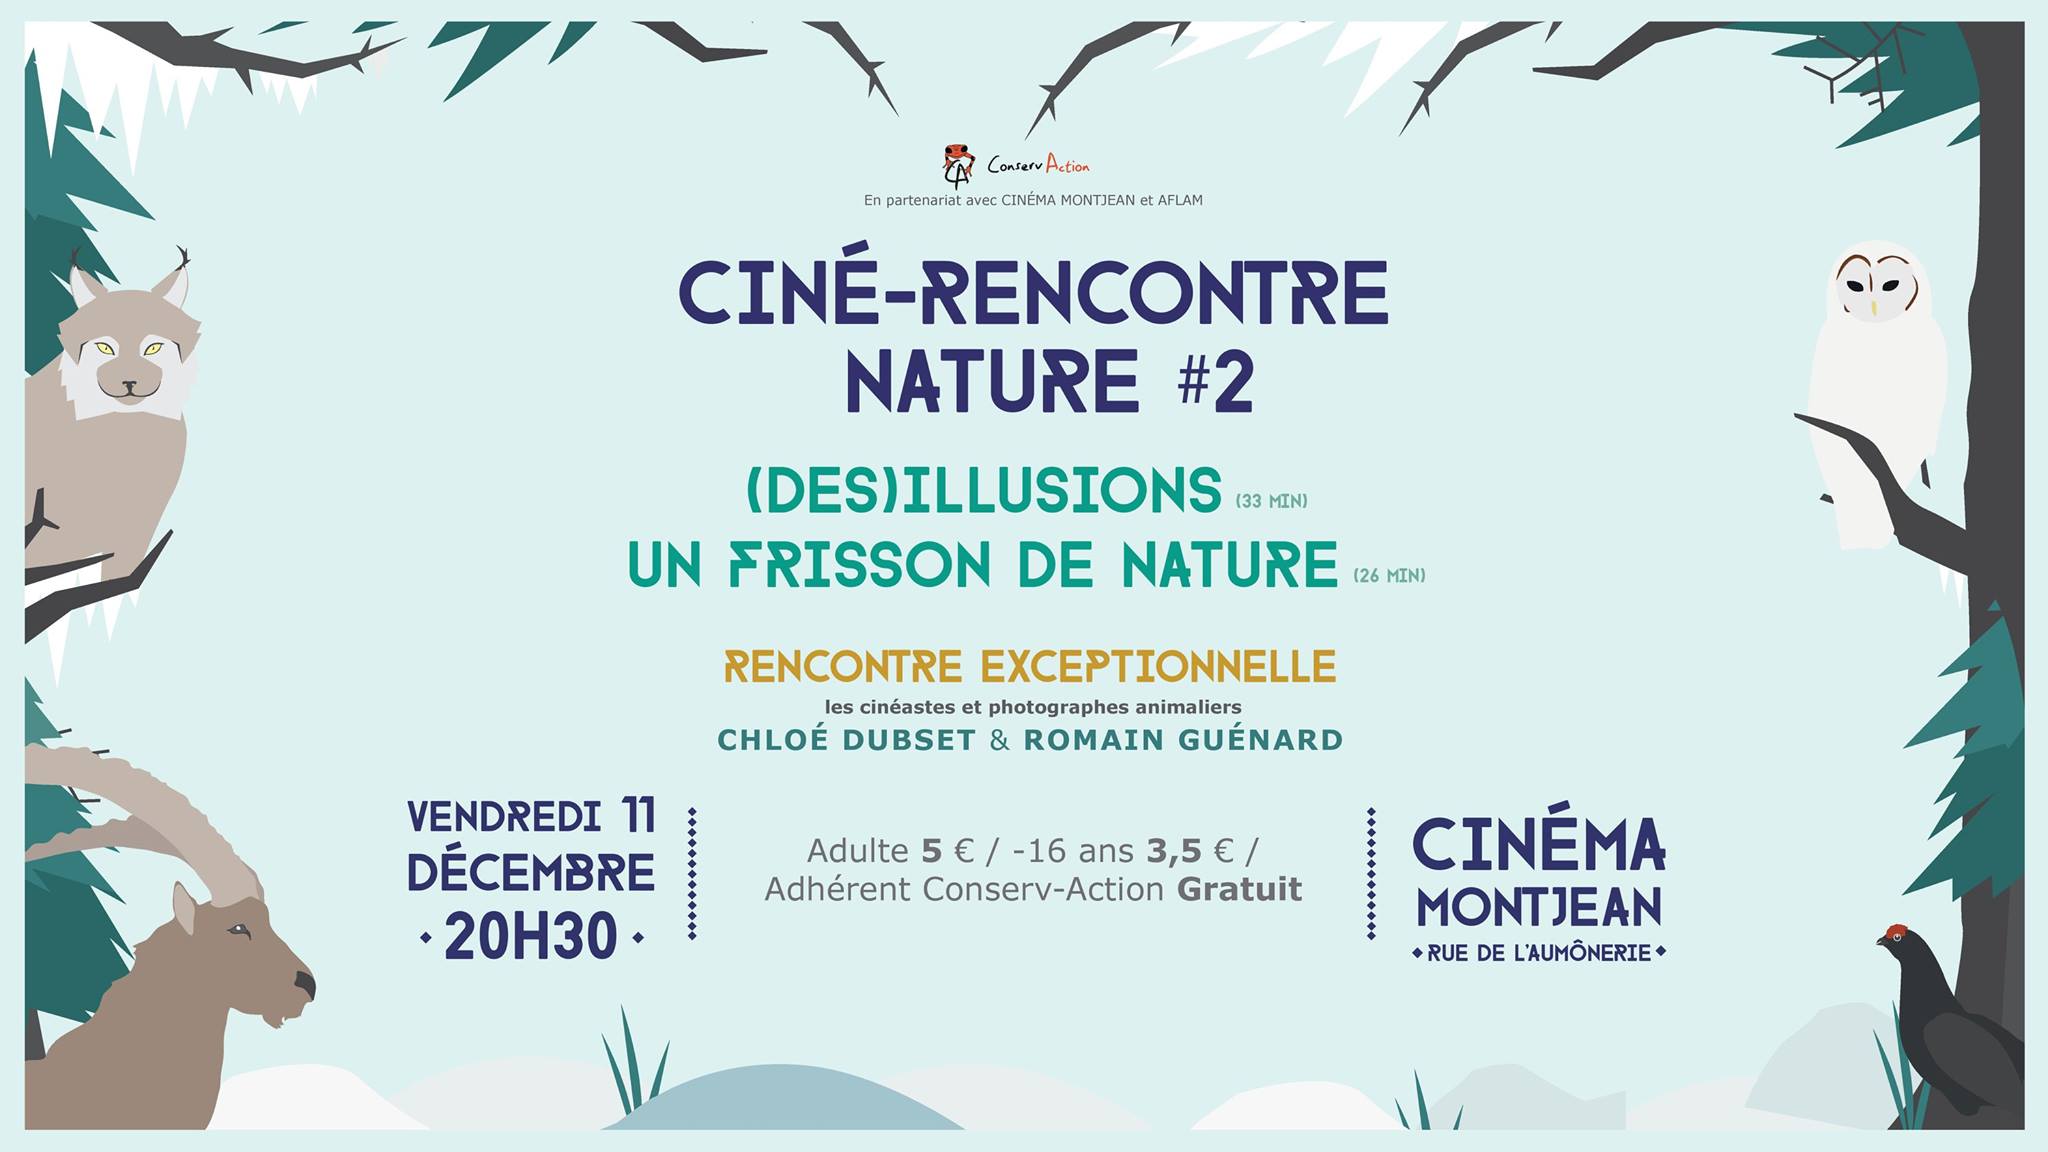 CA Conserv Action
En partenariat avec CINÉMA MONTJEAN et AFLAM
CINÉ-RENCONTRE
NATURE #2
(DES)ILLUSIONS (33 MIN)
UN FRISSON DE NATURE (26 MIN)
RENCONTRE EXCEPTIONNELLE
les cinéastes et photographes animaliers
CHLOÉ DUBSET & ROMAIN GUÉNARD
VENDREDI 11
DÉCEMBRE
· 20H30 ·
Adulte 5 € / -16 ans 3,5 € /
Adhérent Conserv-Action Gratuit
CINÉMA
MONTJEAN
· RUE DE L'AUMÔNERIE ·